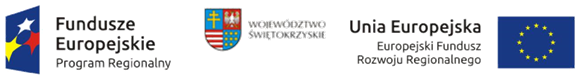 Fundusze
Europejskie
Program Regionalny
WOJEWÓDZTWO
ŚWIĘTOKRZYSKIE
Unia Europejska
Europejski Fundusz
Rozwoju Regionalnego